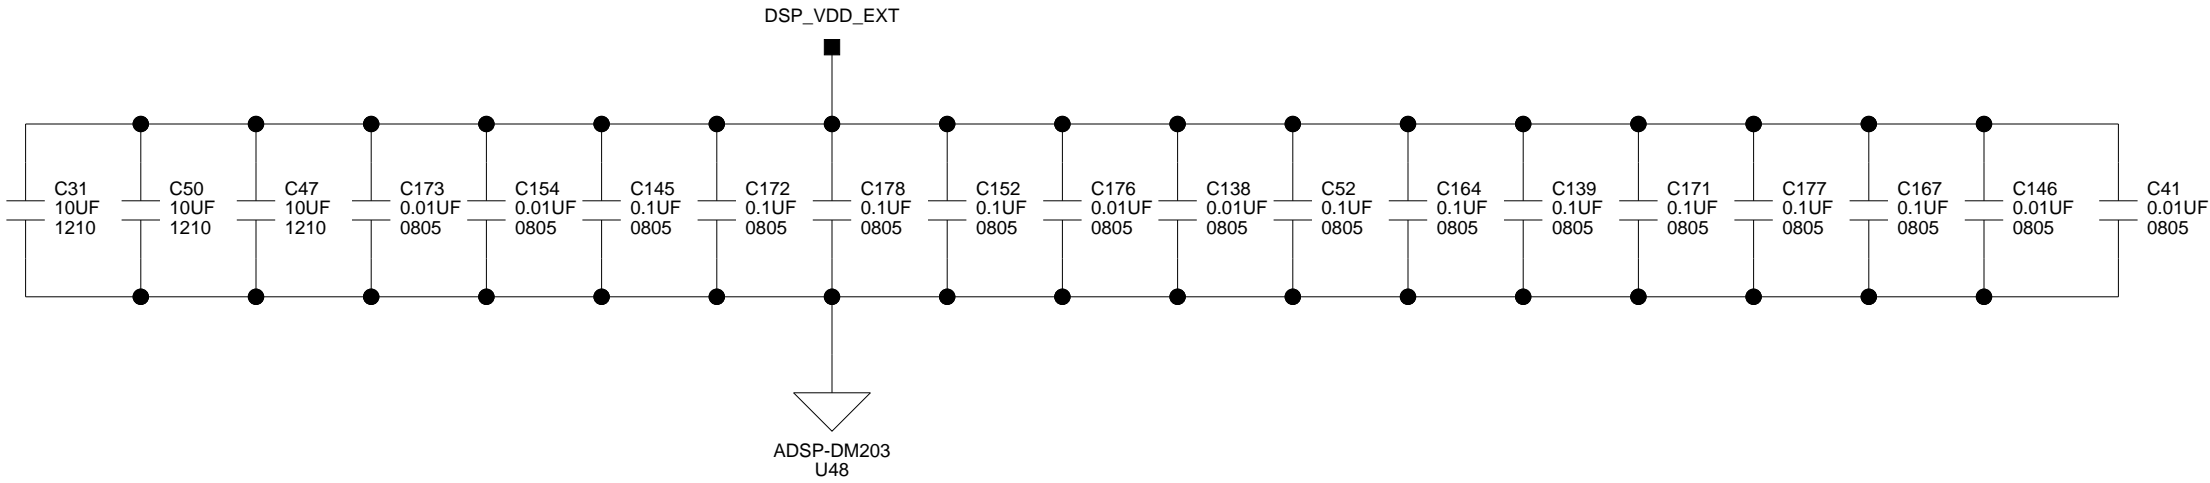 DSP_VDD_EXT
C31
10UF
1210
C50
10UF
1210
C47
10UF
1210
C173
0.01UF
0805
C154
0.01UF
0805
C145
0.1UF
0805
C172
0.1UF
0805
C178
0.1UF
0805
C152
0.1UF
0805
C176
0.01UF
0805
C138
0.01UF
0805
C52
0.1UF
0805
C164
0.1UF
0805
C139
0.1UF
0805
C171
0.1UF
0805
C177
0.1UF
0805
C167
0.1UF
0805
C146
0.01UF
0805
C41
0.01UF
0805
ADSP-DM203
U48